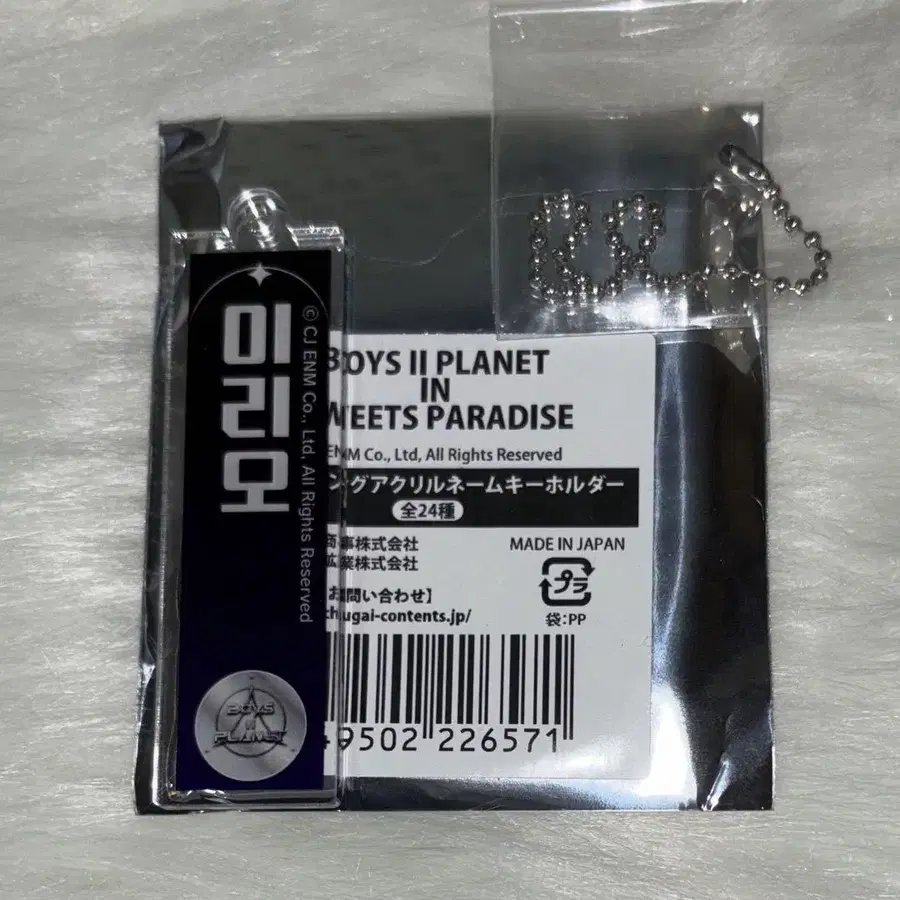 미리오
© CJ ENM Co., Ltd, All Rights Reserved
BOYS II PLANET
BOYS II PLANET
IN
WEETS PARADISE
ENM Co., Ltd, All Rights Reserved
ングアクリルネームキーホルダー
全24種
商事株式会社
鉱業株式会社
MADE IN JAPAN
プラ
お問い合わせ】
袋:PP
chugai-contents.jp/
49502 226571